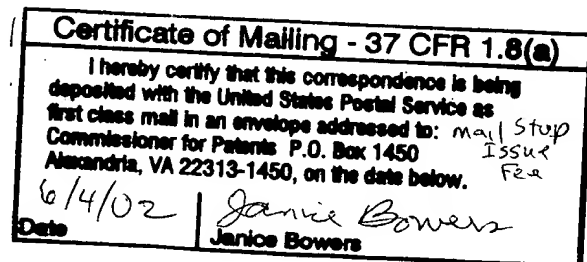 Certificate of Mailing - 37 CFR 1.8(a)
I hereby certify that this correspondence is being
deposited with the United States Postal Service as
first class mail in an envelope addressed to: mail Stop
Commissioner for Patents P.O. Box 1450 Issue
Alexandria, VA 22313-1450, on the date below. Fee
6/4/02 Janice Bowers
Date Janice Bowers